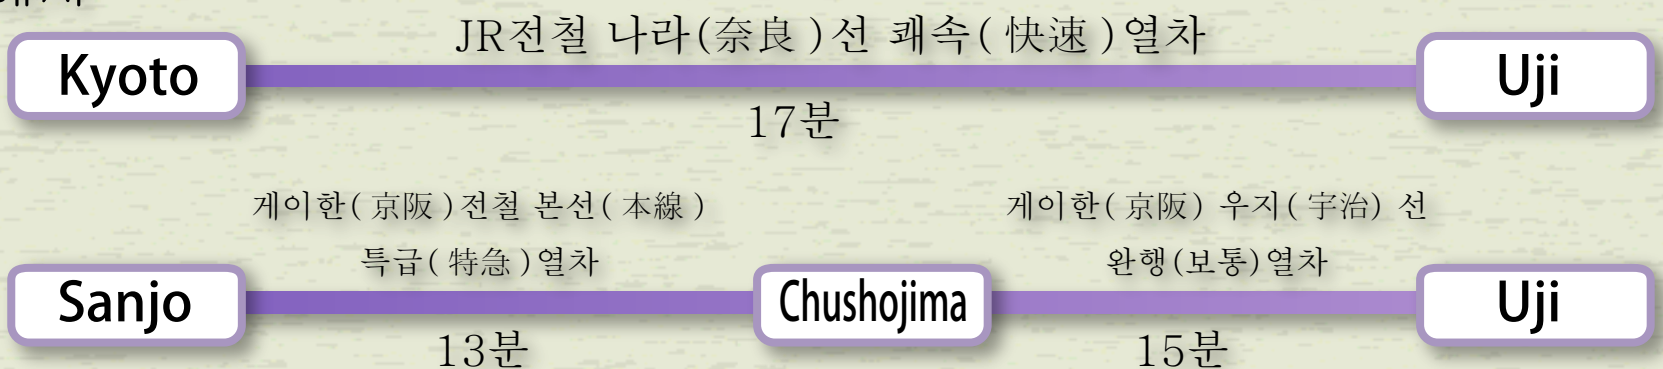 JR전철 나라(奈良)선 쾌속(快速)열차
Kyoto
Uji
17분
게이한(京阪)전철 본선(本線)
특급(特急)열차
게이한(京阪) 우지(宇治) 선
완행(보통)열차
Sanjo
Chushojima
Uji
13분
15분